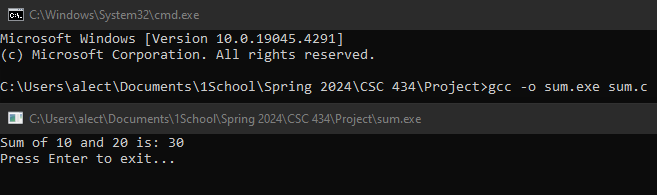 C:\Windows\System32\cmd.exe
Microsoft Windows [Version 10.0.19045.4291]
(c) Microsoft Corporation. All rights reserved.
C:\Users\alect\Documents\1School\Spring 2024\CSC 434\Project>gcc -o sum.exe sum.c
C:\Users\alect\Documents\1School\Spring 2024\CSC 434\Project\sum.exe
Sum of 10 and 20 is: 30
Press Enter to exit...